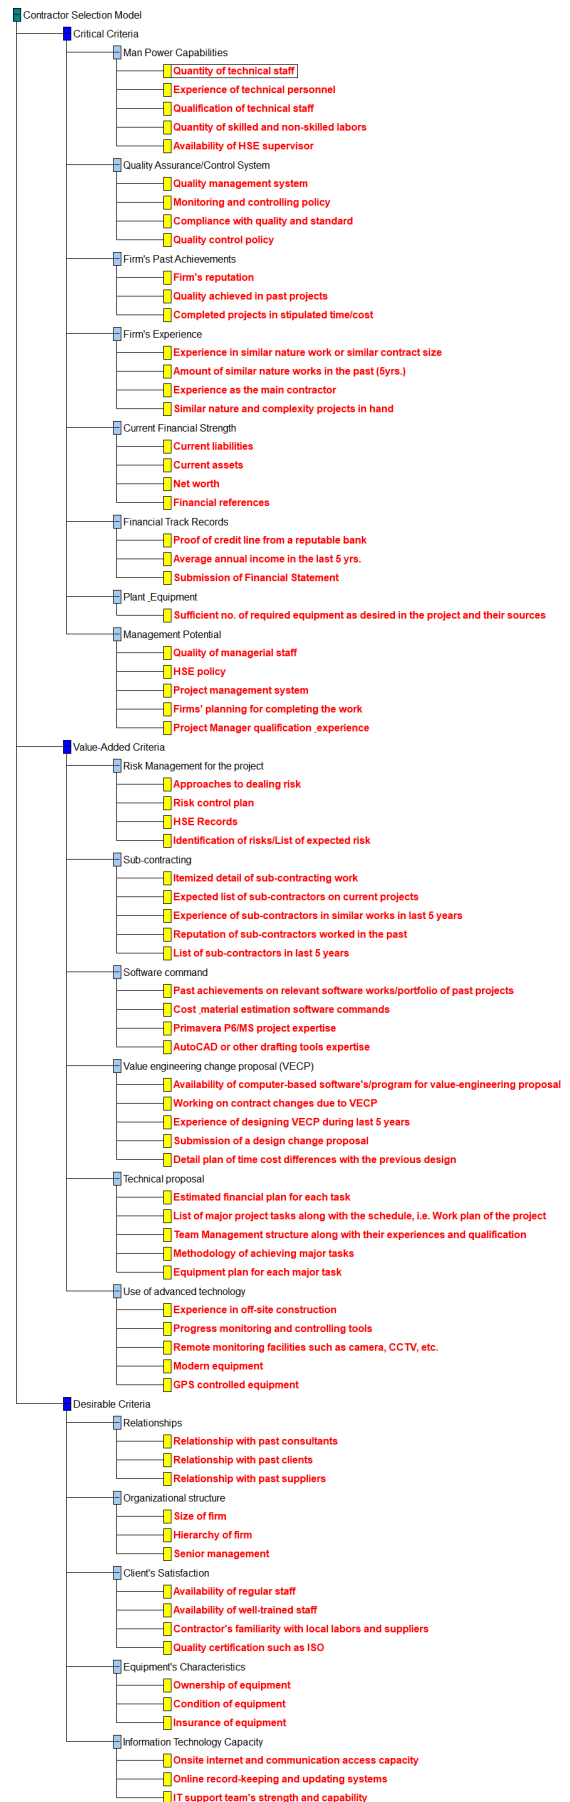 Contractor Selection Model
Critical Criteria
Man Power Capabilities
Quantity of technical staff
Experience of technical personnel
Qualification of technical staff
Quantity of skilled and non-skilled labors
Availability of HSE supervisor
Quality Assurance/Control System
Quality management system
Monitoring and controlling policy
Compliance with quality and standard
Quality control policy
Firm's Past Achievements
Firm's reputation
Quality achieved in past projects
Completed projects in stipulated time/cost
Firm's Experience
Experience in similar nature work or similar contract size
Amount of similar nature works in the past (5yrs.)
Experience as the main contractor
Similar nature and complexity projects in hand
Current Financial Strength
Current liabilities
Current assets
Net worth
Financial references
Financial Track Records
Proof of credit line from a reputable bank
Average annual income in the last 5 yrs.
Submission of Financial Statement
Plant _Equipment
Sufficient no. of required equipment as desired in the project and their sources
Management Potential
Quality of managerial staff
HSE policy
Project management system
Firms' planning for completing the work
Project Manager qualification _experience
Value-Added Criteria
Risk Management for the project
Approaches to dealing risk
Risk control plan
HSE Records
Identification of risks/List of expected risk
Sub-contracting
Itemized detail of sub-contracting work
Expected list of sub-contractors on current projects
Experience of sub-contractors in similar works in last 5 years
Reputation of sub-contractors worked in the past
List of sub-contractors in last 5 years
Software command
Past achievements on relevant software works/portfolio of past projects
Cost _material estimation software commands
Primavera P6/MS project expertise
AutoCAD or other drafting tools expertise
Value engineering change proposal (VECP)
Availability of computer-based software's/program for value-engineering proposal
Working on contract changes due to VECP
Experience of designing VECP during last 5 years
Submission of a design change proposal
Detail plan of time cost differences with the previous design
Technical proposal
Estimated financial plan for each task
List of major project tasks along with the schedule, i.e. Work plan of the project
Team Management structure along with their experiences and qualification
Methodology of achieving major tasks
Equipment plan for each major task
Use of advanced technology
Experience in off-site construction
Progress monitoring and controlling tools
Remote monitoring facilities such as camera, CCTV, etc.
Modern equipment
GPS controlled equipment
Desirable Criteria
Relationships
Relationship with past consultants
Relationship with past clients
Relationship with past suppliers
Organizational structure
Size of firm
Hierarchy of firm
Senior management
Client's Satisfaction
Availability of regular staff
Availability of well-trained staff
Contractor's familiarity with local labors and suppliers
Quality certification such as ISO
Equipment's Characteristics
Ownership of equipment
Condition of equipment
Insurance of equipment
Information Technology Capacity
Onsite internet and communication access capacity
Online record-keeping and updating systems
IT support team's strength and capability